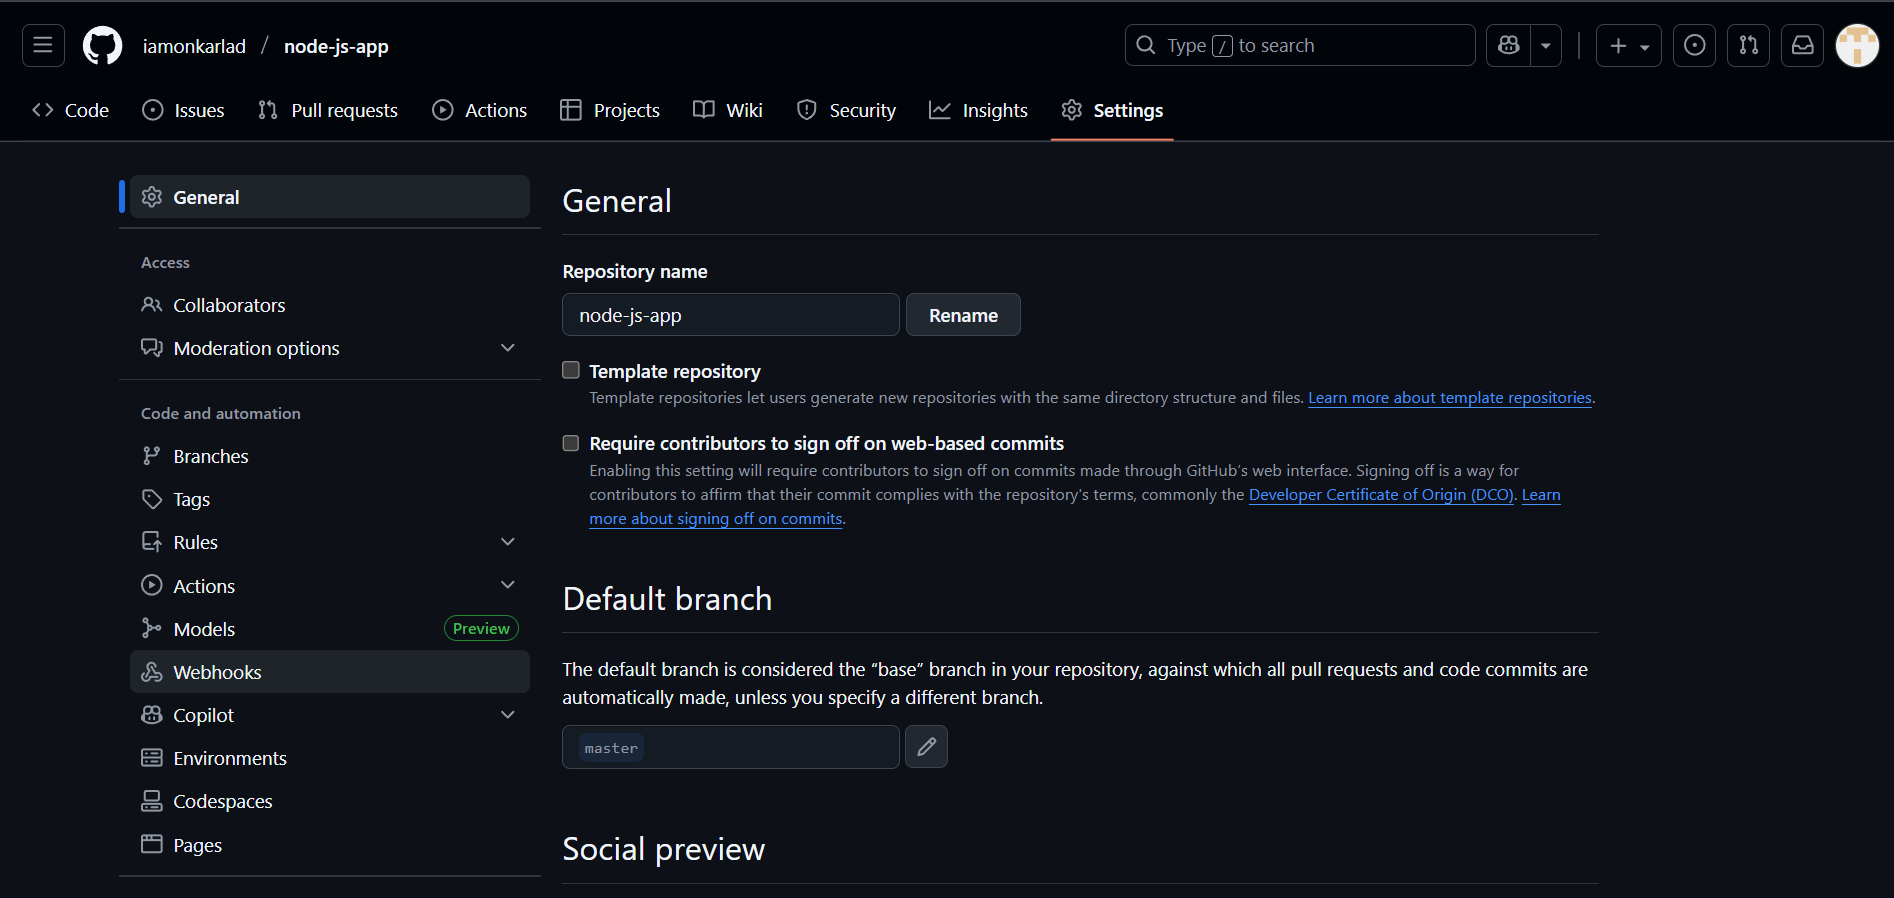 iamonkarlad / node-js-app
Type / to search
Code Issues Pull requests Actions Projects Wiki Security Insights Settings
General
Access
Collaborators
Moderation options
Code and automation
Branches
Tags
Rules
Actions
Models Preview
Webhooks
Copilot
Environments
Codespaces
Pages
General
Repository name
node-js-app Rename
Template repository
Template repositories let users generate new repositories with the same directory structure and files. Learn more about template repositories.
Require contributors to sign off on web-based commits
Enabling this setting will require contributors to sign off on commits made through GitHub’s web interface. Signing off is a way for
contributors to affirm that their commit complies with the repository's terms, commonly the Developer Certificate of Origin (DCO). Learn
more about signing off on commits.
Default branch
The default branch is considered the “base” branch in your repository, against which all pull requests and code commits are
automatically made, unless you specify a different branch.
master
Social preview